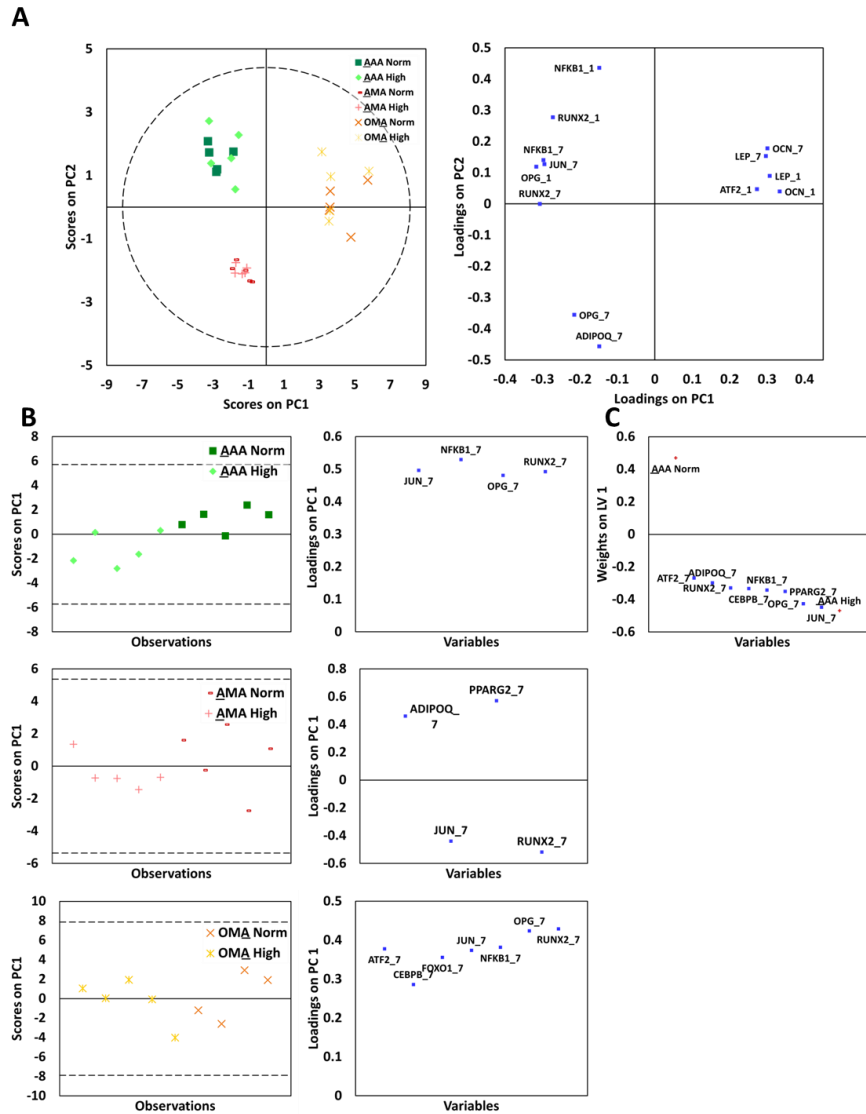 A
5
3
1
-1
-3
-5
-9
-7
-5
-3
-1
1
3
5
7
9
Scores on PC2
Scores on PC1
AAA Norm
AAA High
AMA Norm
AMA High
OMA Norm
OMA High
0.5
0.4
0.3
0.2
0.1
0
-0.1
-0.2
-0.3
-0.4
-0.5
-0.4
-0.3
-0.2
-0.1
0
0.1
0.2
0.3
0.4
Loadings on PC2
Loadings on PC1
NFKB1_1
RUNX2_1
NFKB1_7
JUN_7
OPG_1
RUNX2_7
OCN_7
LEP_7
LEP_1
ATF2_1
OCN_1
OPG_7
ADIPOQ_7
B
8
6
4
2
0
-2
-4
-6
-8
Scores on PC1
Observations
AAA Norm
AAA High
0.6
0.5
0.4
0.3
0.2
0.1
0
Loadings on PC 1
Variables
NFKB1_7
JUN_7
RUNX2_7
OPG_7
C
0.6
0.4
0.2
0
-0.2
-0.4
-0.6
Weights on LV 1
Variables
AAA Norm
ATF2_7
ADIPOQ_7
RUNX2_7
NFKB1_7
CEBPB_7
PPARG2_7
OPG_7
AAA High
JUN_7
6
4
2
0
-2
-4
-6
Scores on PC1
Observations
AMA Norm
AMA High
0.8
0.6
0.4
0.2
0
-0.2
-0.4
-0.6
Loadings on PC 1
Variables
PPARG2_7
ADIPOQ_
7
JUN_7
RUNX2_7
10
8
6
4
2
0
-2
-4
-6
-8
-10
Scores on PC1
Observations
OMA Norm
OMA High
0.5
0.4
0.3
0.2
0.1
0
Loadings on PC 1
Variables
OPG_7
JUN_7
RUNX2_7
ATF2_7
FOXO1_7
NFKB1_7
CEBPB_7